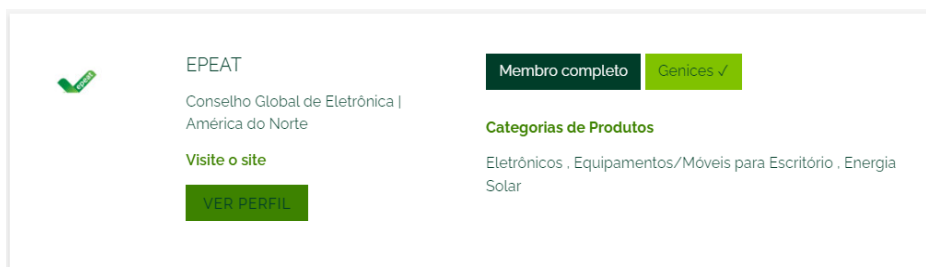 epeat
EPEAT
Conselho Global de Eletrônica |
América do Norte
Visite o site
VER PERFIL
Membro completo
Genices ✓
Categorias de Produtos
Eletrônicos , Equipamentos/Móveis para Escritório , Energia
Solar